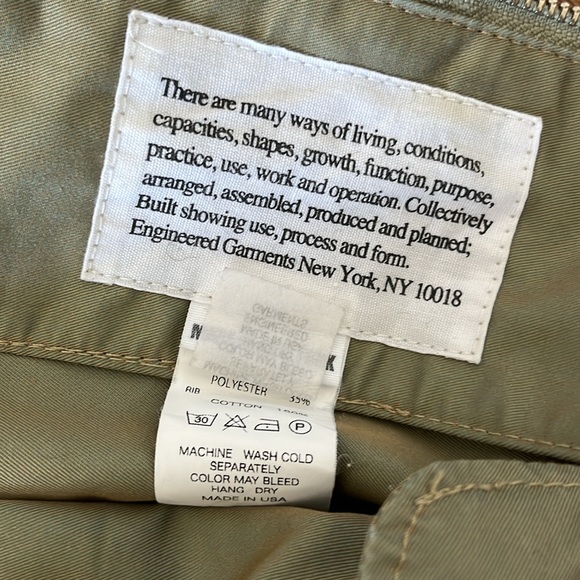 There are many ways of living, conditions,
capacities, shapes, growth, function, purpose,
practice, use, work and operation. Collectively
arranged, assembled, produced and planned;
Built showing use, process and form.
Engineered Garments New York, NY 10018
N K
POLYESTER 35%
RIB
COTTON
30 P
MACHINE WASH COLD
SEPARATELY
COLOR MAY BLEED
HANG DRY
MADE IN USA